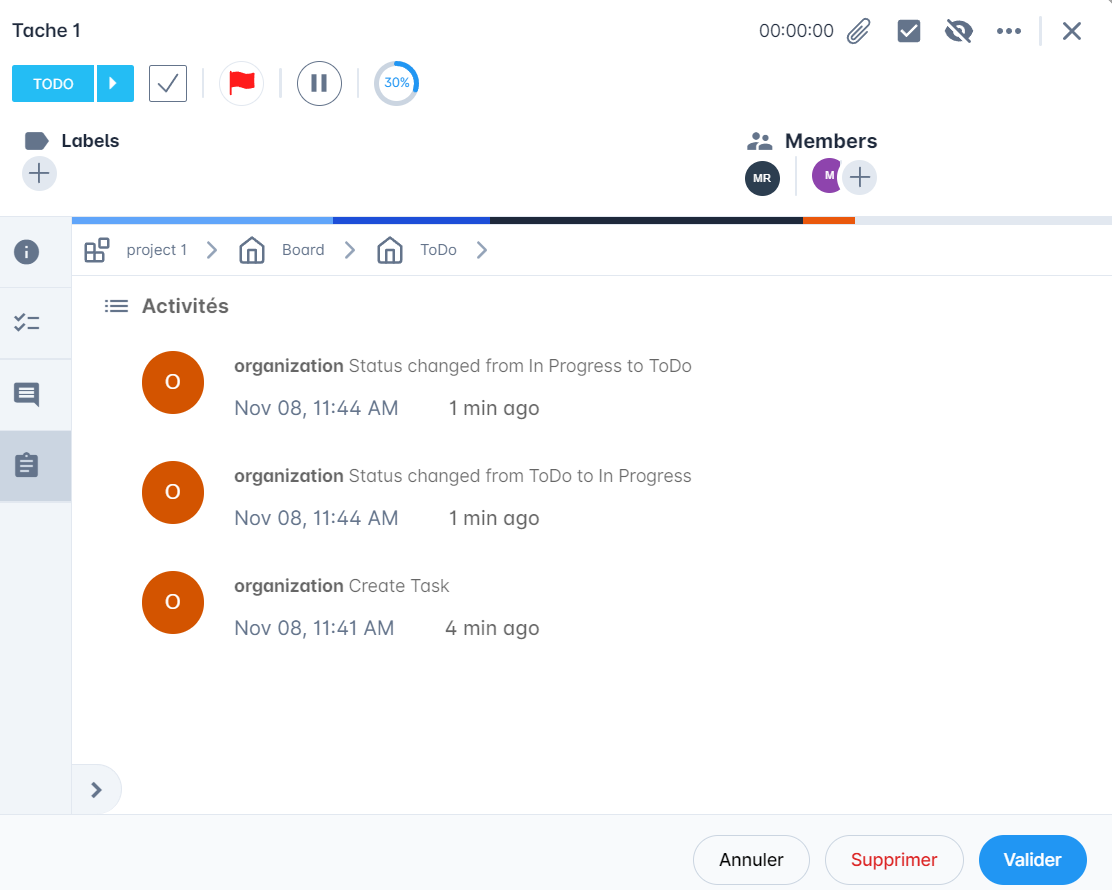 Tache 1
00:00:00
TODO
30%
Labels
Members
MR
M
project 1
Board
ToDo
Activités
O
organization Status changed from In Progress to ToDo
Nov 08, 11:44 AM 1 min ago
O
organization Status changed from ToDo to In Progress
Nov 08, 11:44 AM 1 min ago
O
organization Create Task
Nov 08, 11:41 AM 4 min ago
Annuler
Supprimer
Valider